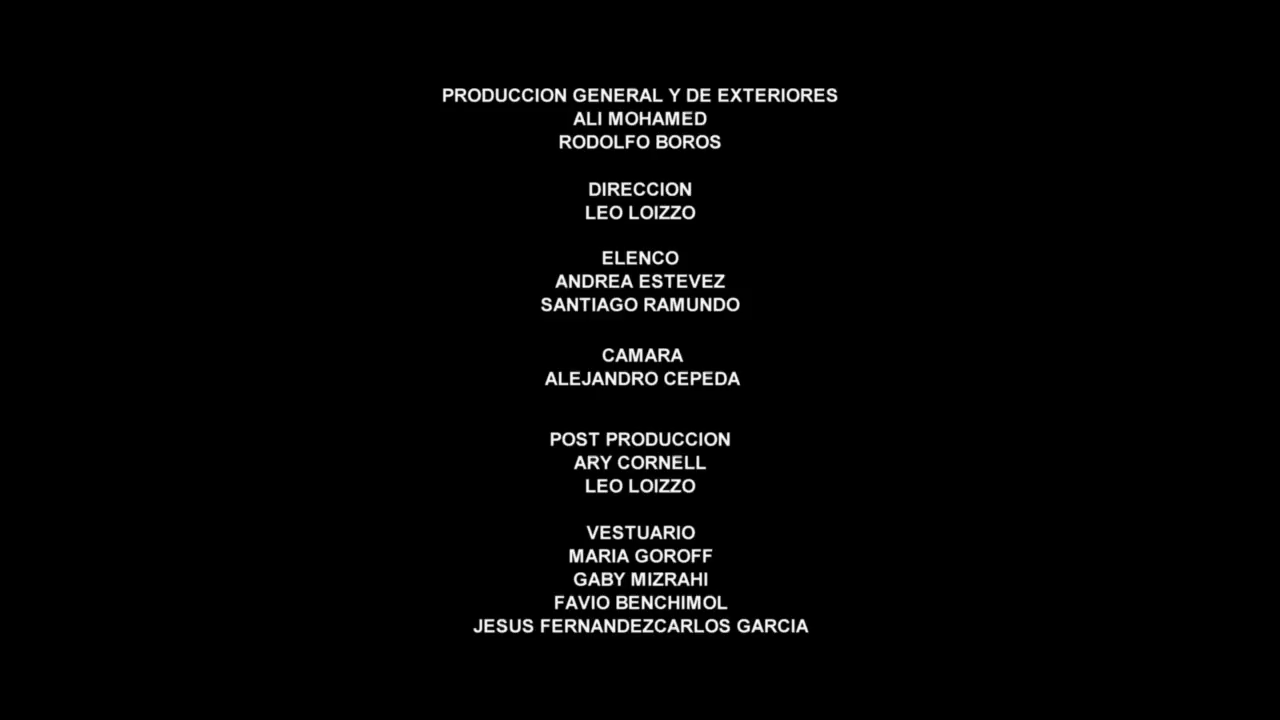 PRODUCCION GENERAL Y DE EXTERIORES
ALI MOHAMED
RODOLFO BOROS
DIRECCION
LEO LOIZZO
ELENCO
ANDREA ESTEVEZ
SANTIAGO RAMUNDO
CAMARA
ALEJANDRO CEPEDA
POST PRODUCCION
ARY CORNELL
LEO LOIZZO
VESTUARIO
MARIA GOROFF
GABY MIZRAHI
FAVIO BENCHIMOL
JESUS FERNANDEZCARLOS GARCIA